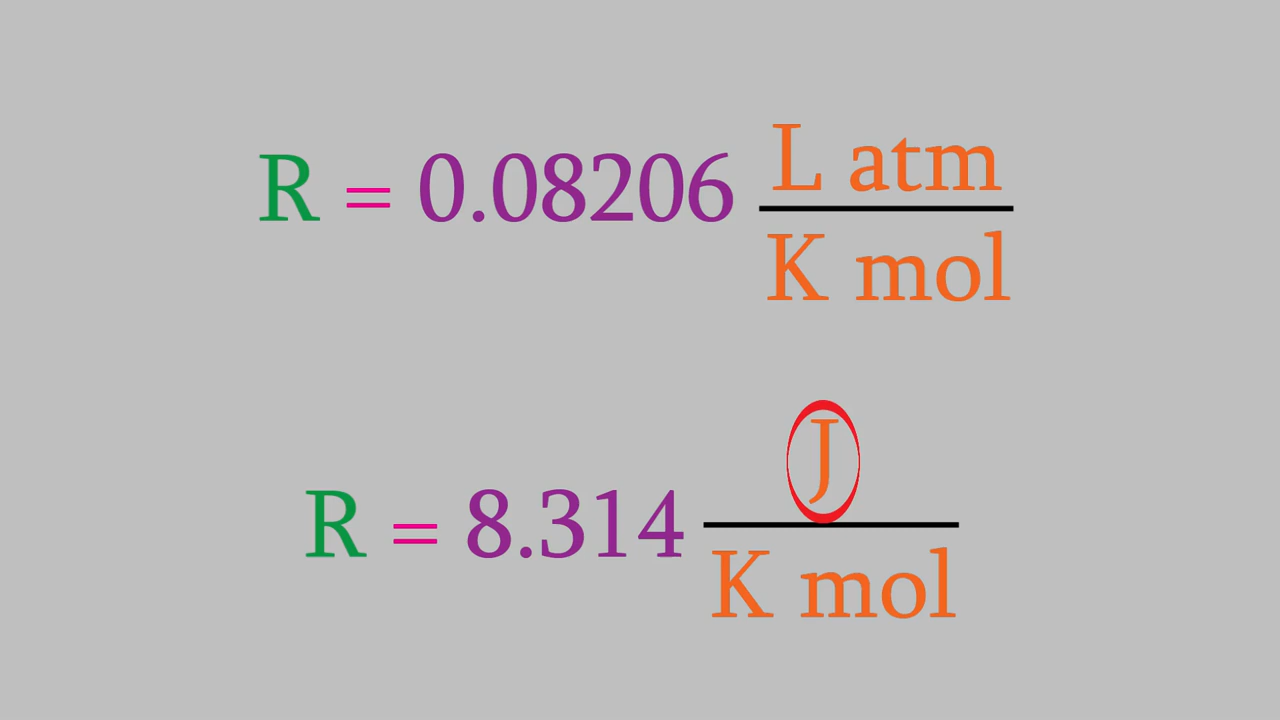 R = 0.08206 L atm
K mol
R = 8.314 J
K mol